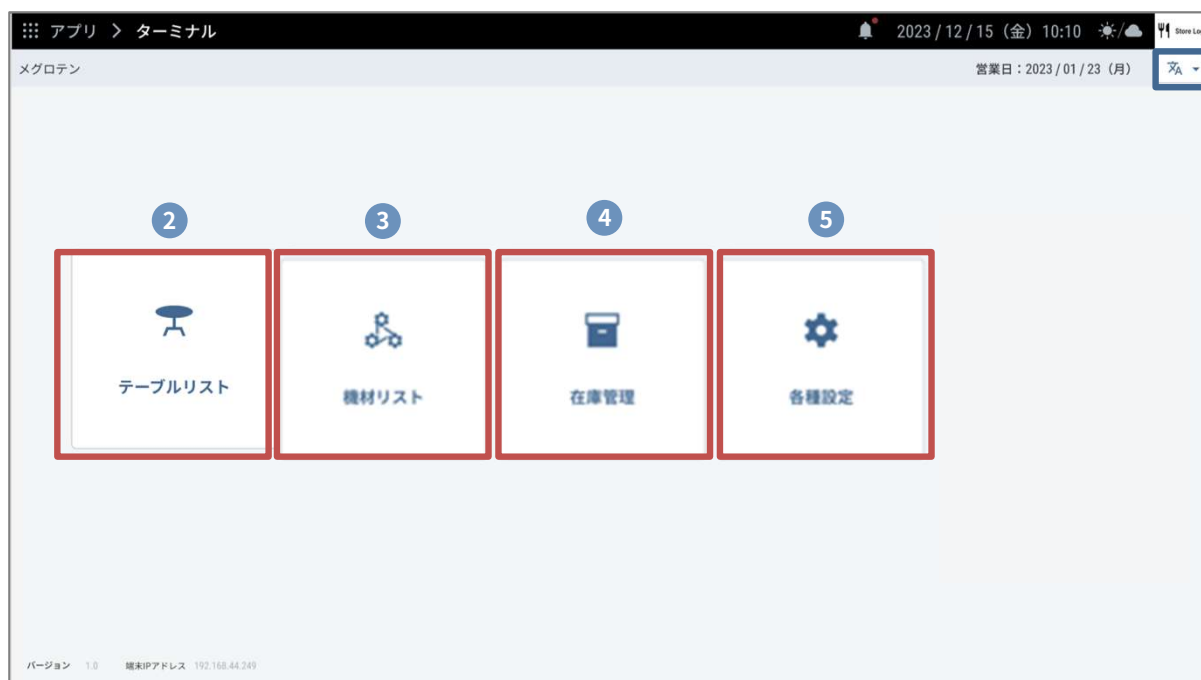 アプリ > ターミナル
2023 / 12 / 15（金）10:10
Store Lo
メグロテン
営業日：2023 / 01 / 23（月）
2
3
4
5
テーブルリスト
機材リスト
在庫管理
各種設定
バージョン 1.0 端末IPアドレス 192.168.44.249